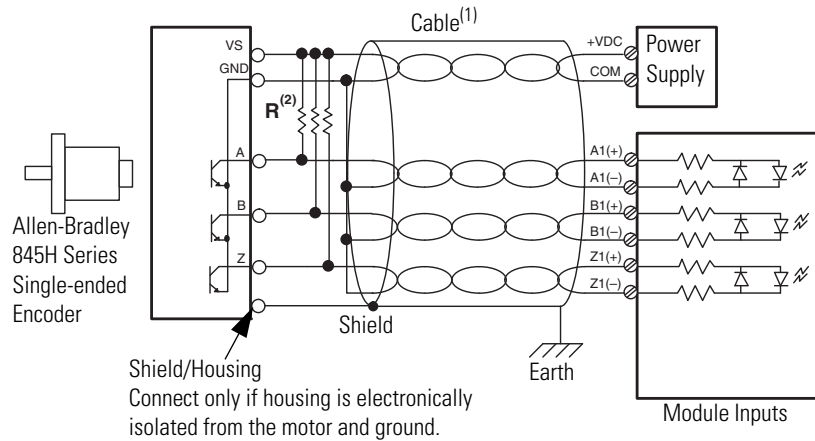 Cable(1)
VS
GND
+VDC
COM
Power
Supply
R(2)
A
B
Z
A1(+)
A1(–)
B1(+)
B1(–)
Z1(+)
Z1(–)
Allen-Bradley
845H Series
Single-ended
Encoder
Shield
Earth
Shield/Housing
Connect only if housing is electronically
isolated from the motor and ground.
Module Inputs